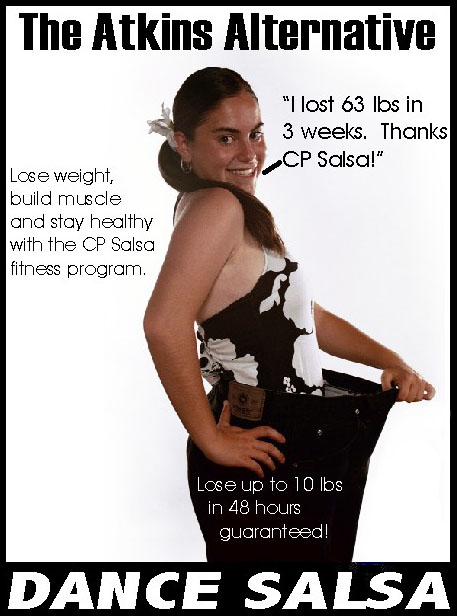 The Atkins Alternative
“I lost 63 lbs in
3 weeks. Thanks
CP Salsa!”
Lose weight,
build muscle
and stay healthy
with the CP Salsa
fitness program.
Lose up to 10 lbs
in 48 hours
guaranteed!
DANCE SALSA